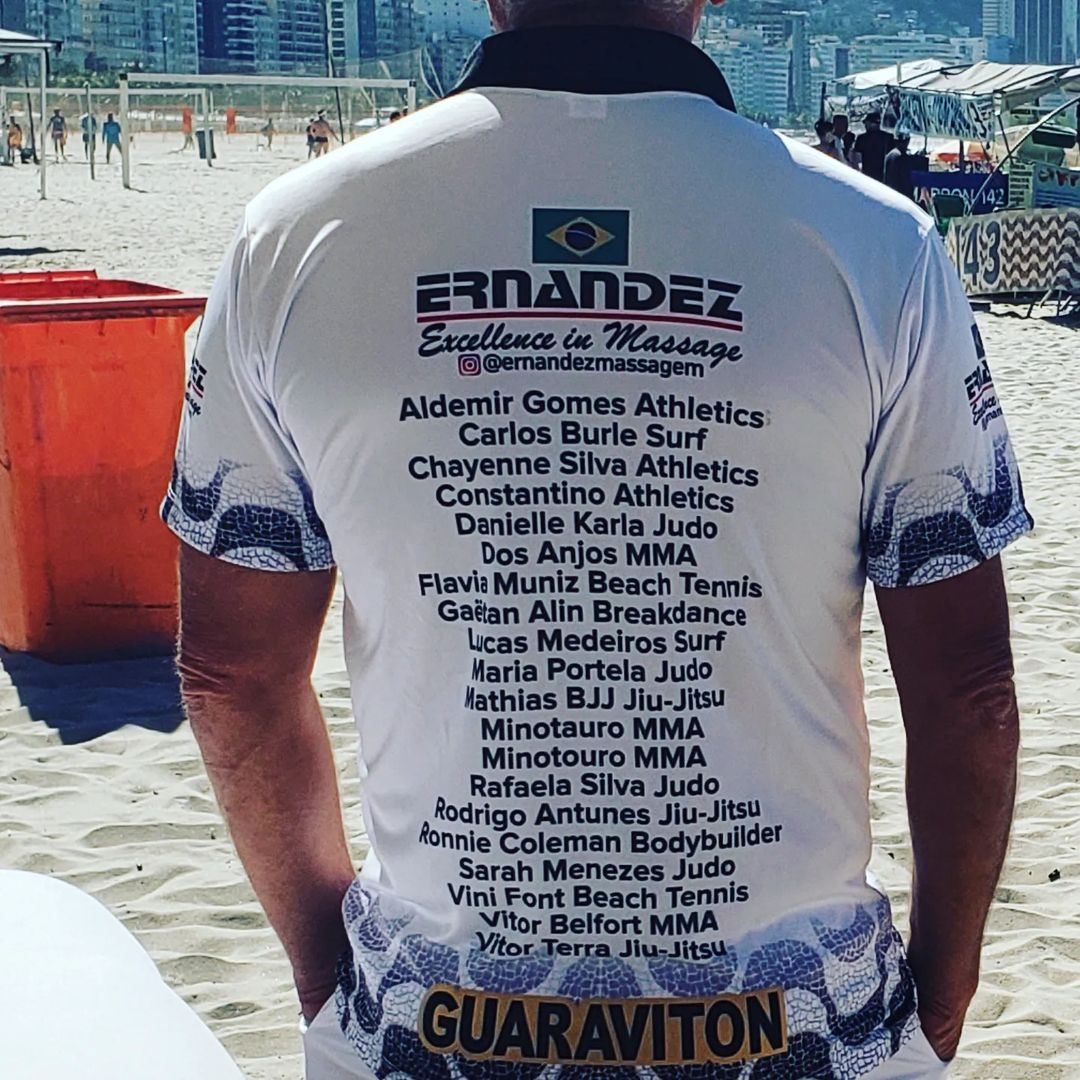 ERNANDEZ
Excellence in Massage
@ernandezmassagem
Aldemir Gomes Athletics
Carlos Burle Surf
Chayenne Silva Athletics
Constantino Athletics
Danielle Karla Judo
Dos Anjos MMA
Flavia Muniz Beach Tennis
Gaëtan Alin Breakdance
Lucas Medeiros Surf
Maria Portela Judo
Mathias BJJ Jiu-Jitsu
Minotauro MMA
Minotouro MMA
Rafaela Silva Judo
Rodrigo Antunes Jiu-Jitsu
Ronnie Coleman Bodybuilder
Sarah Menezes Judo
Vini Font Beach Tennis
Vitor Belfort MMA
Vitor Terra Jiu-Jitsu
GUARAVITON
142
43